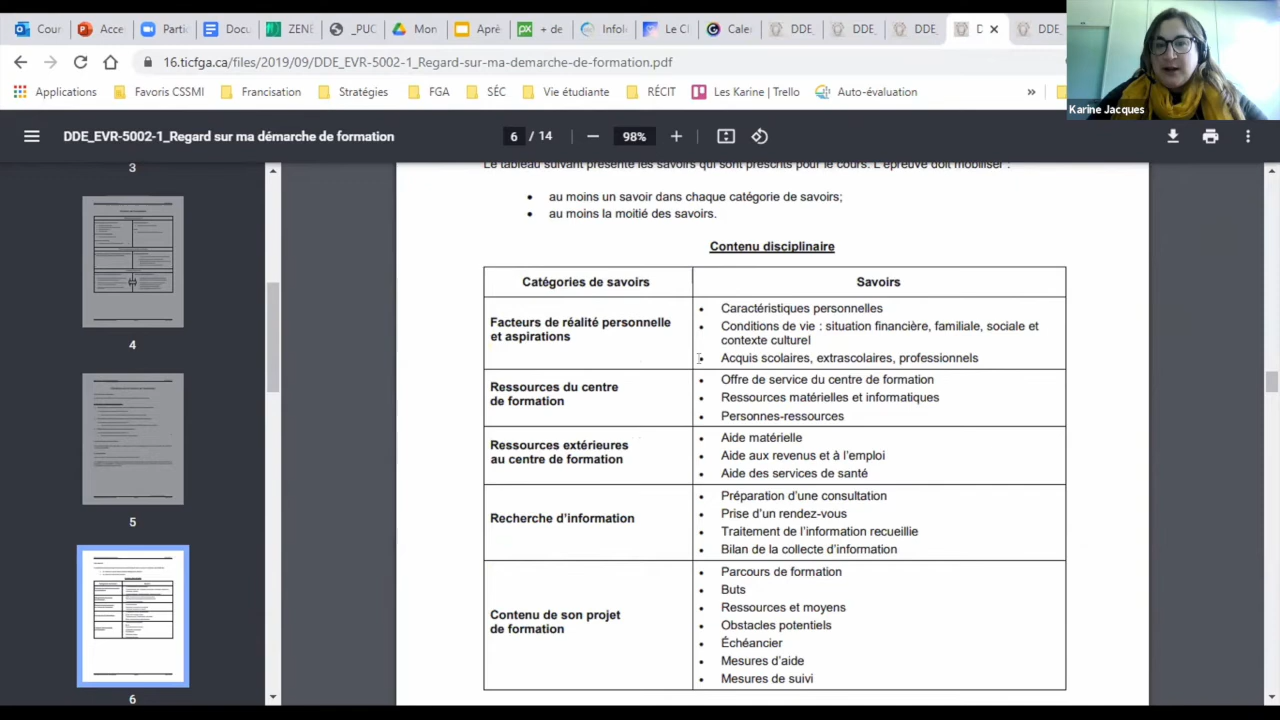 Cour
Acce
Partic
Docu
ZENE
_PUC
Mon
Aprè
+ de
Infol
Le Cl
Caler
DDE_
DDE_
DDE_
D
DDE_
16.ticfga.ca/files/2019/09/DDE_EVR-5002-1_Regard-sur-ma-demarche-de-formation.pdf
Karine Jacques
Applications
Favoris CSSMI
Francisation
Stratégies
FGA
SÉC
Vie étudiante
RÉCIT
Les Karine | Trello
Auto-évaluation
»
DDE_EVR-5002-1_Regard sur ma démarche de formation
6 / 14
98%
3
4
5
6
Le tableau suivant présente les savoirs qui sont prescrits pour le cours. L'épreuve doit mobiliser :
• au moins un savoir dans chaque catégorie de savoirs;
• au moins la moitié des savoirs.
Contenu disciplinaire
Catégories de savoirs
Savoirs
Facteurs de réalité personnelle
et aspirations
• Caractéristiques personnelles
• Conditions de vie : situation financière, familiale, sociale et
contexte culturel
• Acquis scolaires, extrascolaires, professionnels
Ressources du centre
de formation
• Offre de service du centre de formation
• Ressources matérielles et informatiques
• Personnes-ressources
Ressources extérieures
au centre de formation
• Aide matérielle
• Aide aux revenus et à l'emploi
• Aide des services de santé
Recherche d'information
• Préparation d'une consultation
• Prise d'un rendez-vous
• Traitement de l'information recueillie
• Bilan de la collecte d'information
Contenu de son projet
de formation
• Parcours de formation
• Buts
• Ressources et moyens
• Obstacles potentiels
• Échéancier
• Mesures d'aide
• Mesures de suivi